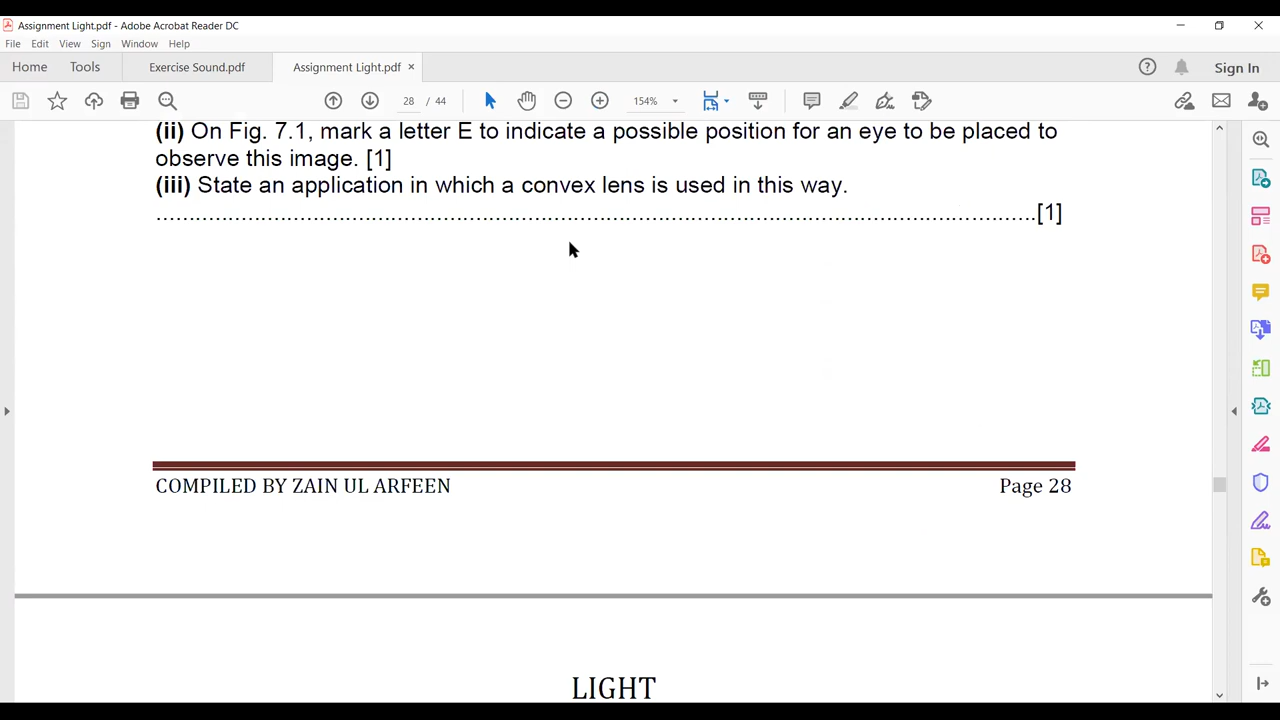 Assignment Light.pdf - Adobe Acrobat Reader DC
File Edit View Sign Window Help
Home Tools Exercise Sound.pdf Assignment Light.pdf × Sign In
28 / 44 154%
(ii) On Fig. 7.1, mark a letter E to indicate a possible position for an eye to be placed to
observe this image. [1]
(iii) State an application in which a convex lens is used in this way.
.......................................................................................................................[1]
COMPILED BY ZAIN UL ARFEEN Page 28
LIGHT